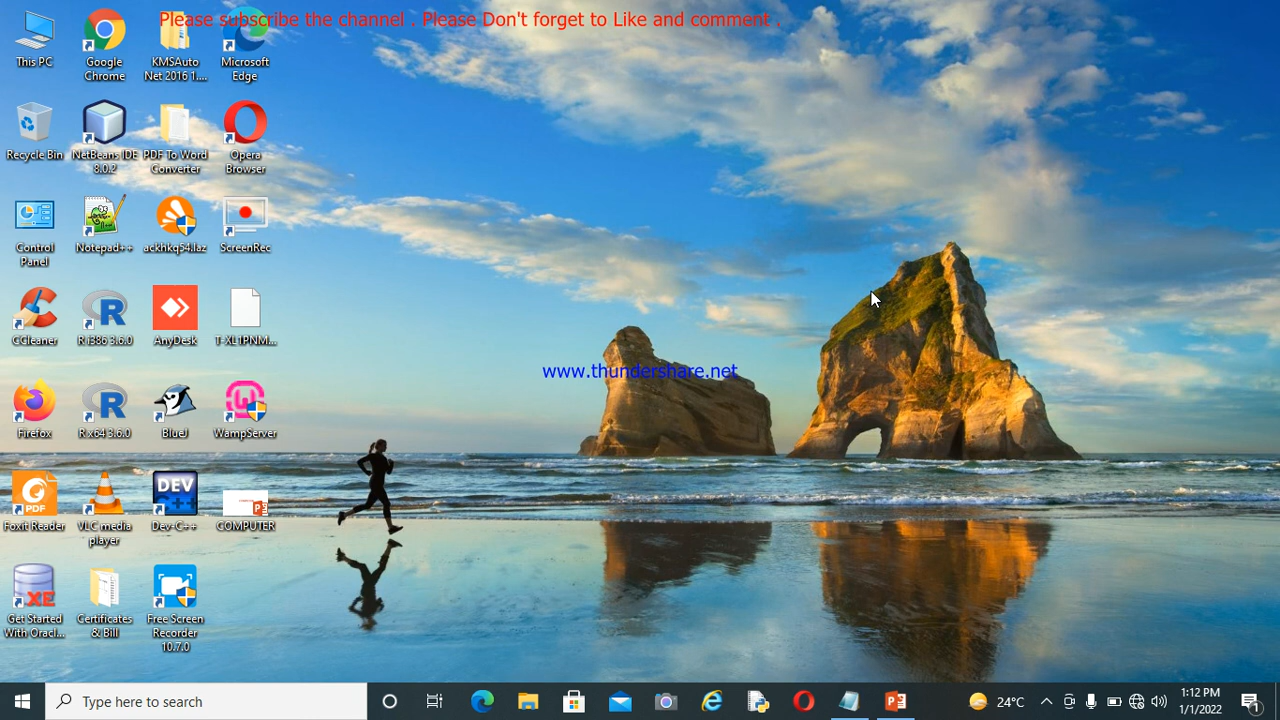 Please subscribe the channel . Please Don't forget to Like and comment .
This PC
Google
Chrome
KMSAuto
Net 2016 1....
Microsoft
Edge
Recycle Bin
NetBeans IDE
8.0.2
PDF To Word
Converter
Opera
Browser
Control
Panel
Notepad++
ackhkq54.laz
ScreenRec
CCleaner
R i386 3.6.0
AnyDesk
T-XL1PNM...
www.thundershare.net
Firefox
R x64 3.6.0
BlueJ
WampServer
PDF
Foxit Reader
VLC media
player
DEV
C++
Dev-C++
COMPUTER
XE
Get Started
With Oracl...
Certificates
& Bill
Free Screen
Recorder
10.7.0
Type here to search
24°C
1:12 PM
1/1/2022
1